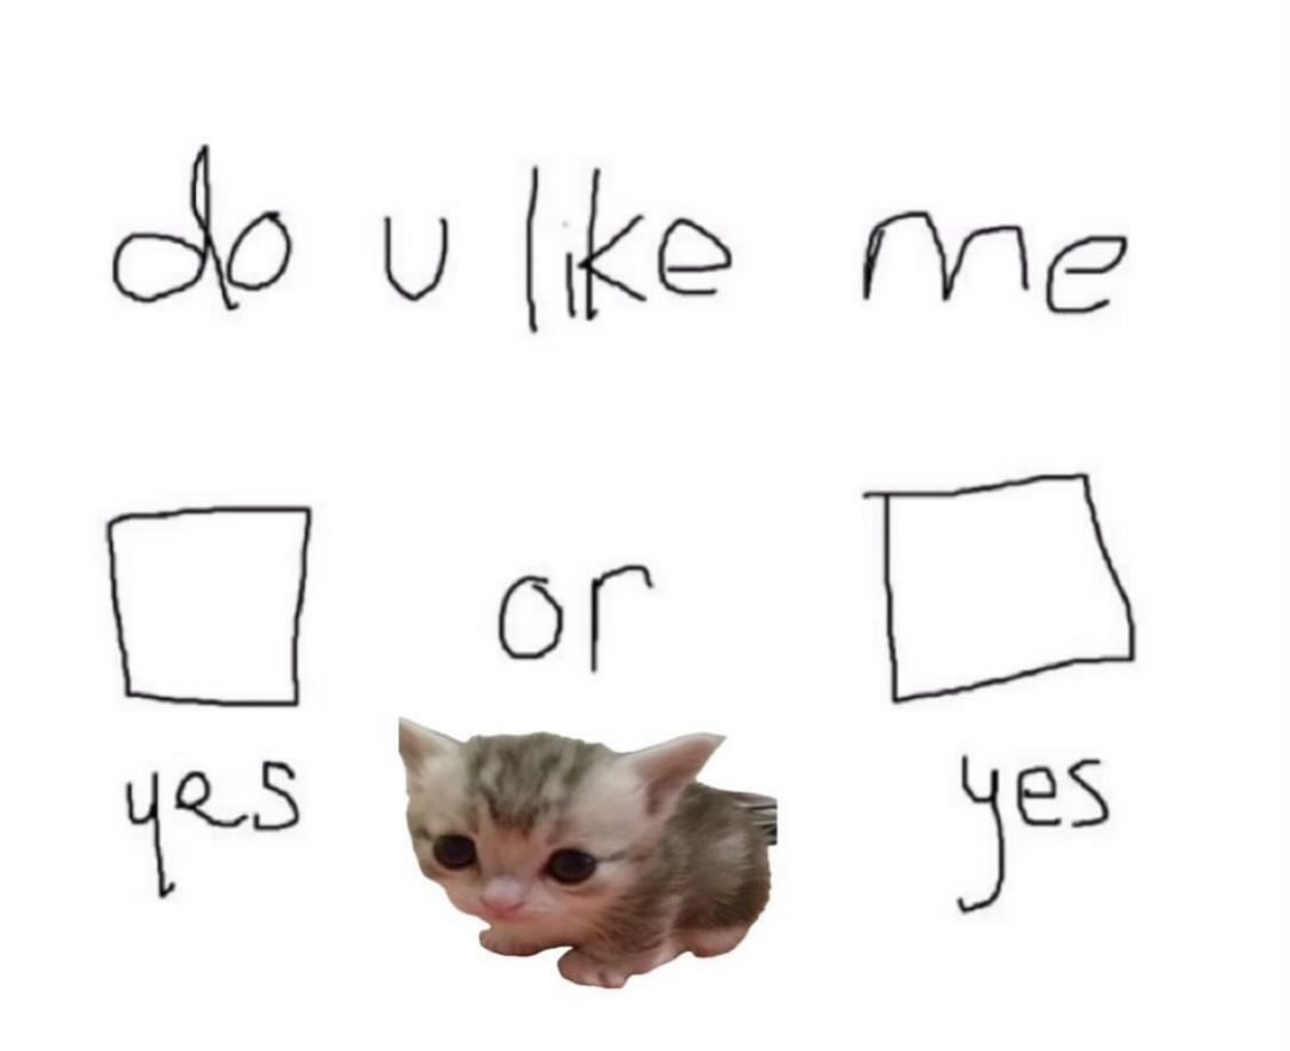 do u like me
or
yes yes